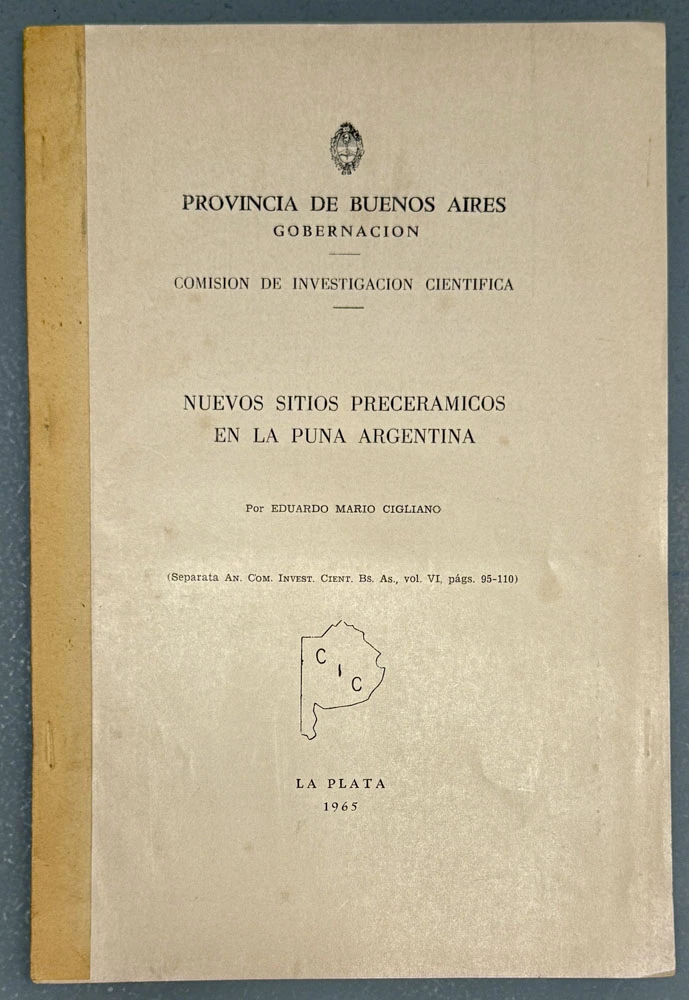 PROVINCIA DE BUENOS AIRES
GOBERNACION
COMISION DE INVESTIGACION CIENTIFICA
NUEVOS SITIOS PRECERAMICOS
EN LA PUNA ARGENTINA
Por EDUARDO MARIO CIGLIANO
(Separata AN. COM. INVEST. CIENT. BS. AS., vol. VI, págs. 95-110)
C
I
C
LA PLATA
1965